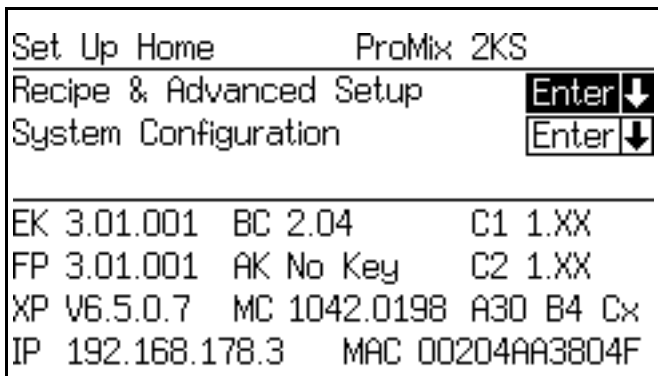 Set Up Home ProMix 2KS
Recipe & Advanced Setup Enter
System Configuration Enter
EK 3.01.001 BC 2.04 C1 1.XX
FP 3.01.001 AK No Key C2 1.XX
XP V6.5.0.7 MC 1042.0198 A30 B4 Cx
IP 192.168.178.3 MAC 00204AA3804F